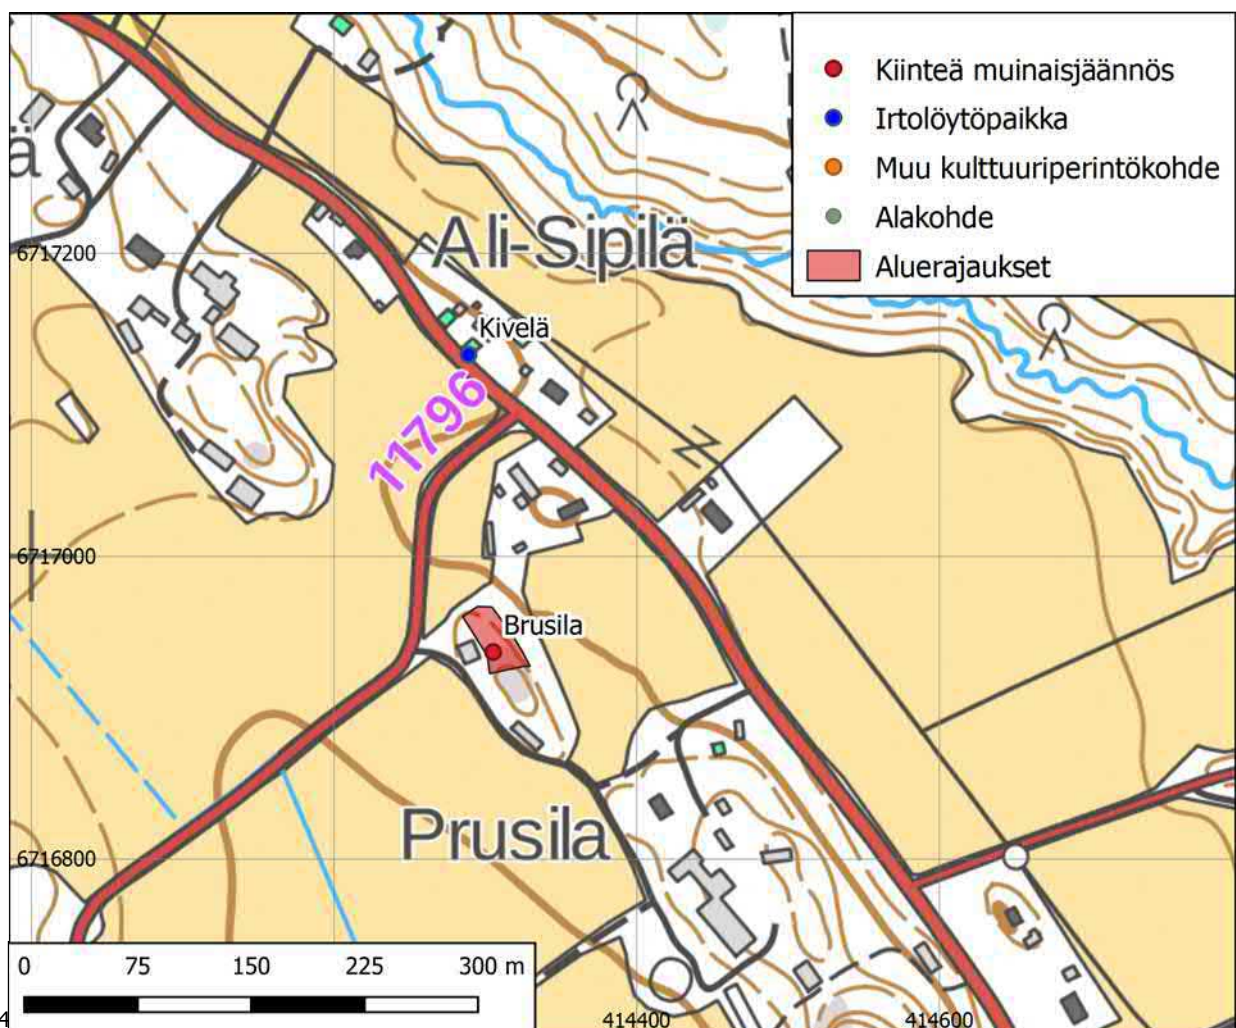 Kiinteä muinaisjäännös
Irtolöytöpaikka
Muu kulttuuriperintökohde
Alakohde
Aluerajaukset
ä
Ali-Sipilä
6717200
Kivelä
11796
6717000
Brusila
Prusila
6716800
0 75 150 225 300 m
4
414400
414600